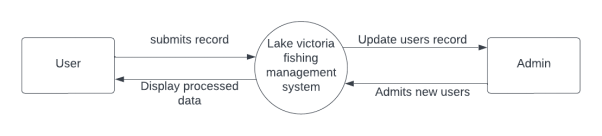 submits record
User
Display processed
data
Lake victoria
fishing
management
system
Update users record
Admits new users
Admin